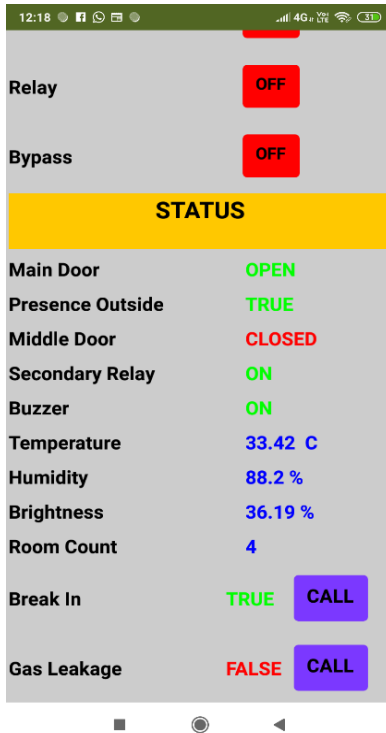 12:18 4G Vo) LTE 31
Relay OFF
Bypass OFF
STATUS
Main Door OPEN
Presence Outside TRUE
Middle Door CLOSED
Secondary Relay ON
Buzzer ON
Temperature 33.42 C
Humidity 88.2 %
Brightness 36.19 %
Room Count 4
Break In TRUE CALL
Gas Leakage FALSE CALL